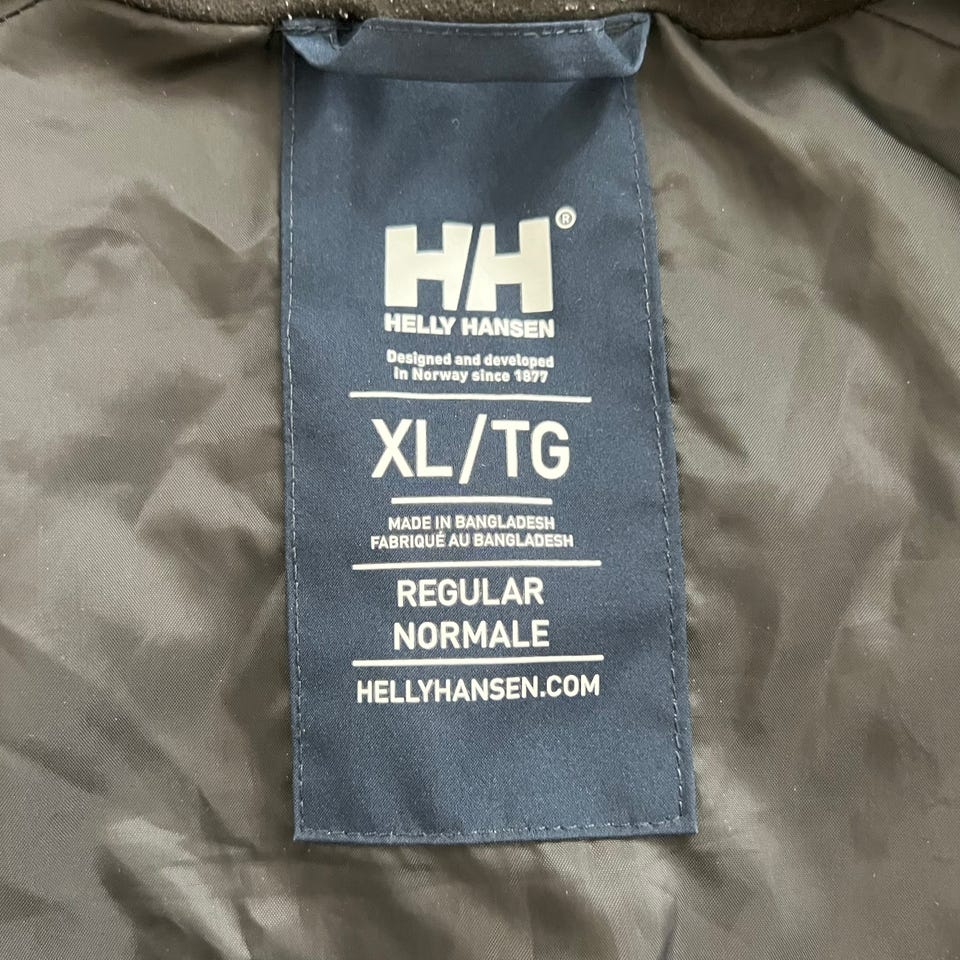 HH®
HELLY HANSEN
Designed and developed
in Norway since 1877
XL/TG
MADE IN BANGLADESH
FABRIQUÉ AU BANGLADESH
REGULAR
NORMALE
HELLYHANSEN.COM